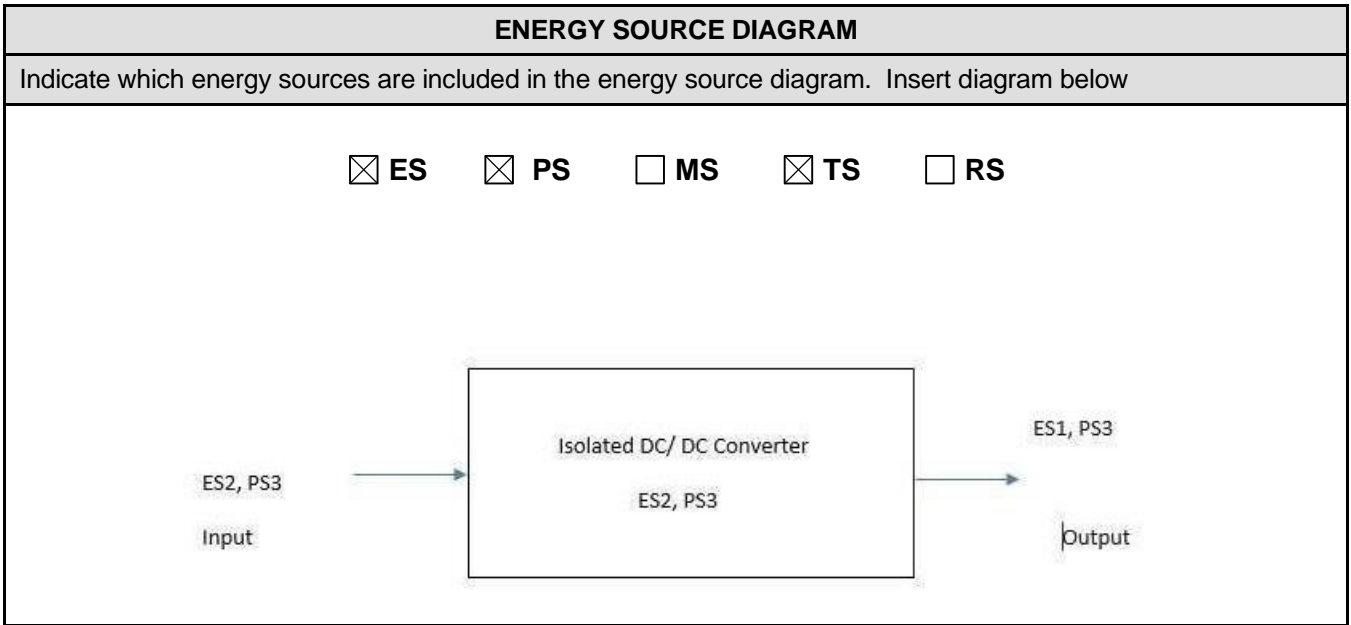 ENERGY SOURCE DIAGRAM
Indicate which energy sources are included in the energy source diagram.  Insert diagram below
☒ ES ☒ PS ☐ MS ☒ TS ☐ RS
ES2, PS3
Input
Isolated DC/ DC Converter
ES2, PS3
ES1, PS3
Output